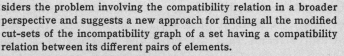 siders the problem involving the compatibility relation in a broader
perspective and suggests a new approach for finding all the modified
cut-sets of the incompatibility graph of a set having a compatibility
relation between its different pairs of elements.